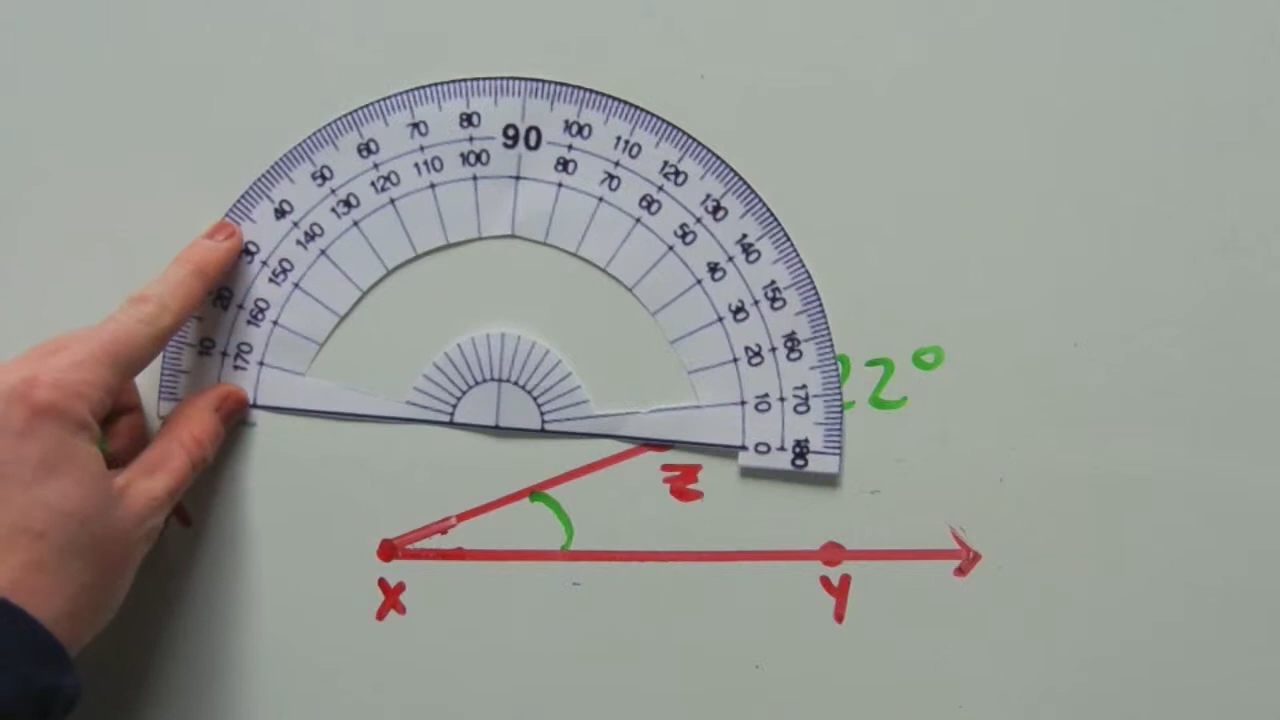 80 90 100
70 110
60 100 80 120
50 110 70
120 60 130
40 130 50 140
30 140 40 150
20 150 30
10 160 20 160
170 10 170
0 180
22°
Z
X Y